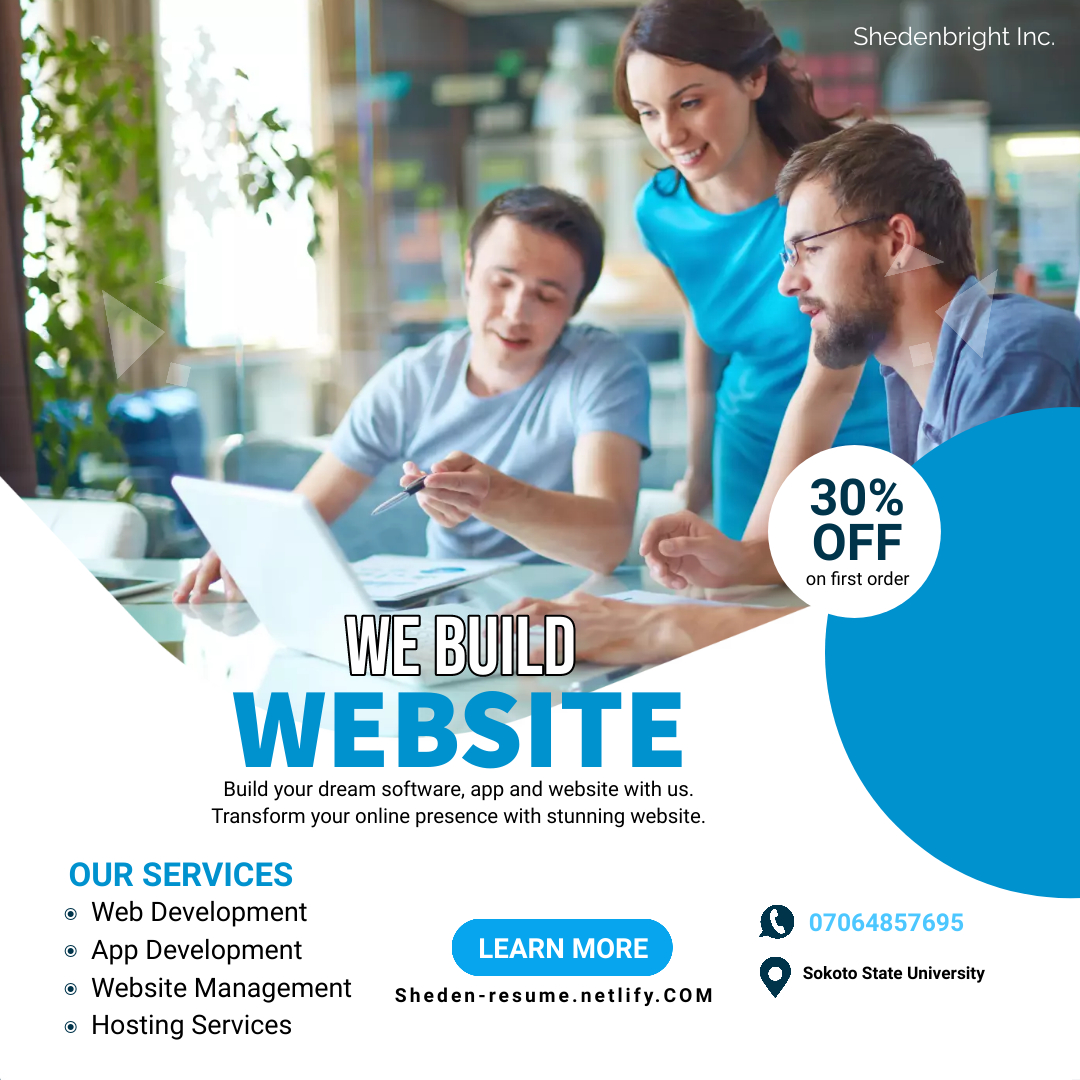 Shedenbright Inc.
30%
OFF
on first order
WE BUILD
WEBSITE
Build your dream software, app and website with us.
Transform your online presence with stunning website.
OUR SERVICES
Web Development
App Development
Website Management
Hosting Services
LEARN MORE
Sheden-resume.netlify.COM
07064857695
Sokoto State University